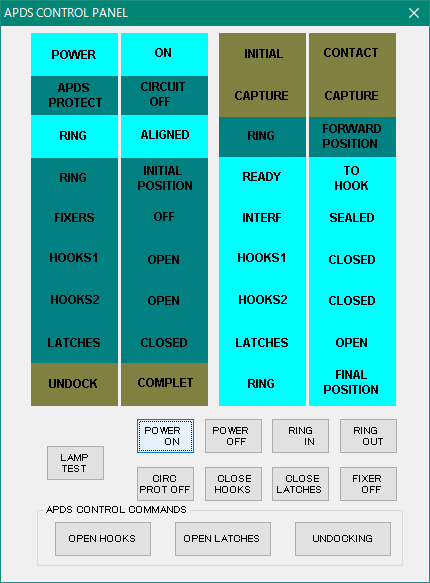 APDS CONTROL PANEL
POWER ON
APDS PROTECT CIRCUIT OFF
RING ALIGNED
RING INITIAL POSITION
FIXERS OFF
HOOKS1 OPEN
HOOKS2 OPEN
LATCHES CLOSED
UNDOCK COMPLET
INITIAL CONTACT
CAPTURE CAPTURE
RING FORWARD POSITION
READY TO HOOK
INTERF SEALED
HOOKS1 CLOSED
HOOKS2 CLOSED
LATCHES OPEN
RING FINAL POSITION
LAMP TEST
POWER ON
POWER OFF
RING IN
RING OUT
CIRC PROT OFF
CLOSE HOOKS
CLOSE LATCHES
FIXER OFF
APDS CONTROL COMMANDS
OPEN HOOKS
OPEN LATCHES
UNDOCKING